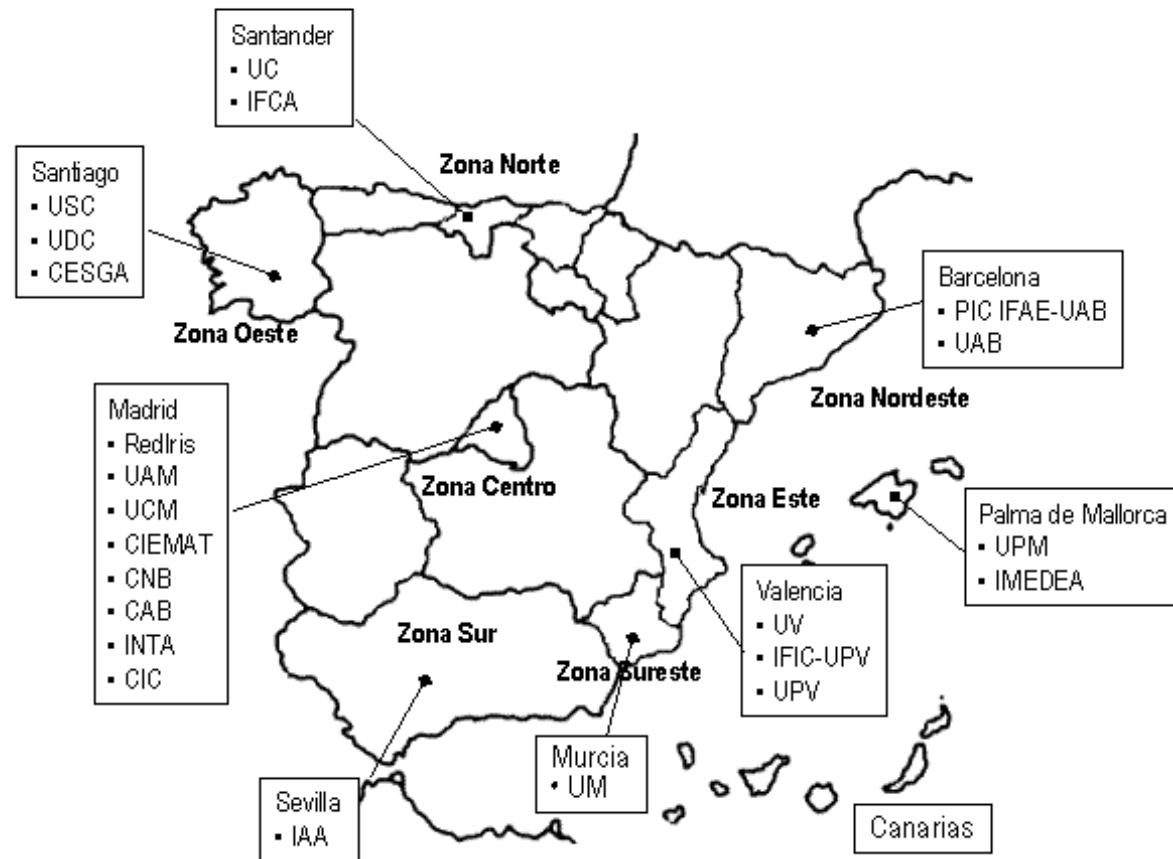 Santander
▪ UC
▪ IFCA
Zona Norte
Santiago
▪ USC
▪ UDC
▪ CESGA
Zona Oeste
Barcelona
▪ PIC IFAE-UAB
▪ UAB
Zona Nordeste
Madrid
▪ RedIris
▪ UAM
▪ UCM
▪ CIEMAT
▪ CNB
▪ CAB
▪ INTA
▪ CIC
Zona Centro
Zona Este
Palma de Mallorca
▪ UPM
▪ IMEDEA
Valencia
▪ UV
▪ IFIC-UPV
▪ UPV
Zona Sur
Zona Sureste
Murcia
• UM
Sevilla
▪ IAA
Canarias